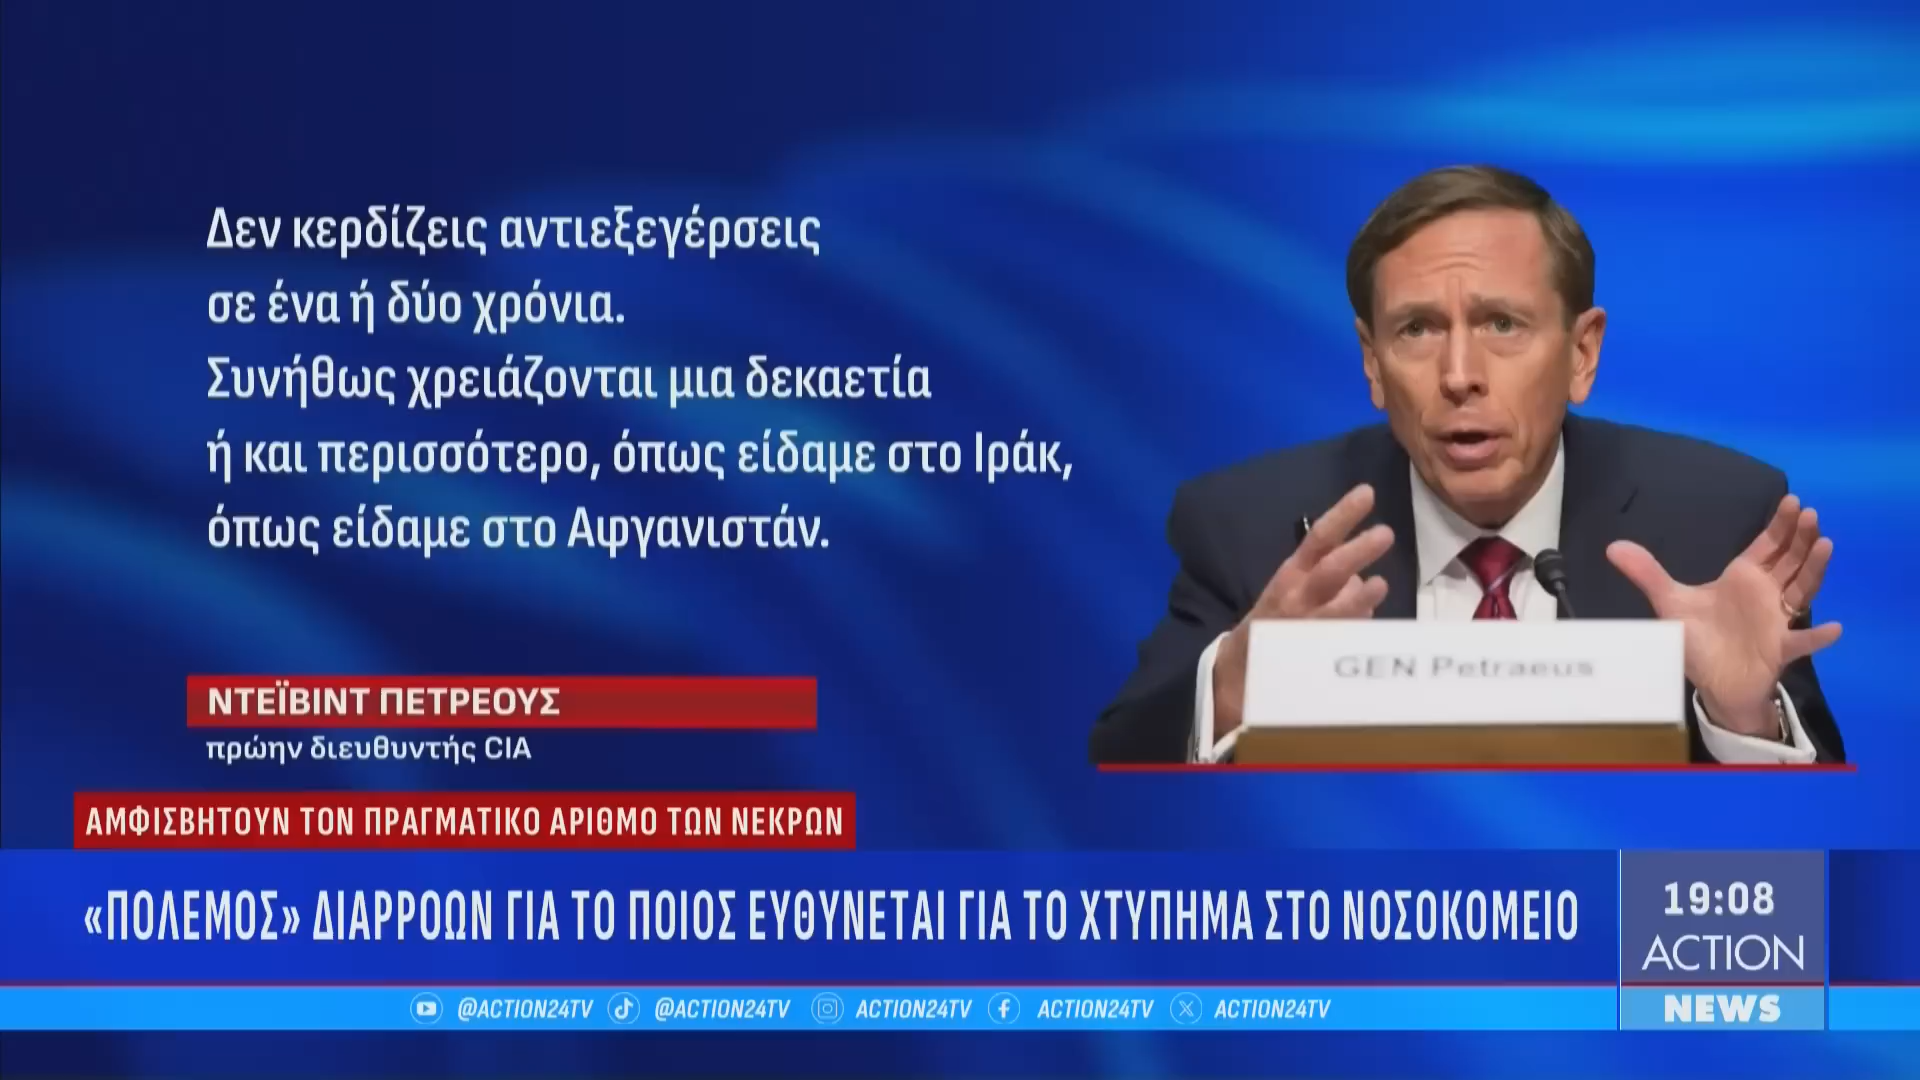 Δεν κερδίζεις αντιεξεγέρσεις
σε ένα ή δύο χρόνια.
Συνήθως χρειάζονται μια δεκαετία
ή και περισσότερο, όπως είδαμε στο Ιράκ,
όπως είδαμε στο Αφγανιστάν.
GEN Petraeus
ΝΤΕΪΒΙΝΤ ΠΕΤΡΕΟΥΣ
πρώην διευθυντής CIA
ΑΜΦΙΣΒΗΤΟΥΝ ΤΟΝ ΠΡΑΓΜΑΤΙΚΟ ΑΡΙΘΜΟ ΤΩΝ ΝΕΚΡΩΝ
«ΠΟΛΕΜΟΣ» ΔΙΑΡΡΟΩΝ ΓΙΑ ΤΟ ΠΟΙΟΣ ΕΥΘΥΝΕΤΑΙ ΓΙΑ ΤΟ ΧΤΥΠΗΜΑ ΣΤΟ ΝΟΣΟΚΟΜΕΙΟ
19:08
ACTION
NEWS
@ACTION24TV @ACTION24TV ACTION24TV ACTION24TV ACTION24TV